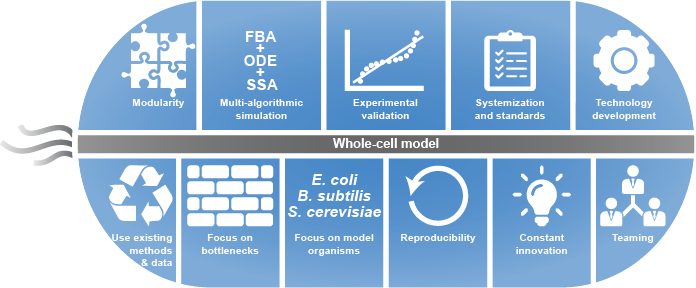 FBA
+
ODE
+
SSA
Modularity
Multi-algorithmic
simulation
Experimental
validation
Systemization
and standards
Technology
development
Whole-cell model
E. coli
B. subtilis
S. cerevisiae
Use existing
methods
& data
Focus on
bottlenecks
Focus on model
organisms
Reproducibility
Constant
innovation
Teaming